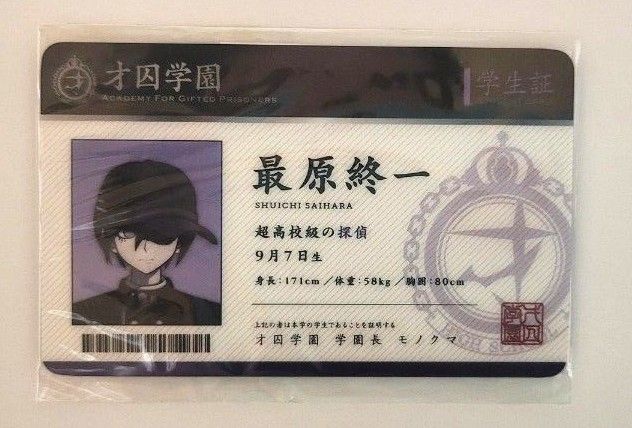 才囚学園
ACADEMY FOR GIFTED PRISONERS
学生証
最原終一
SHUICHI SAIHARA
超高校級の探偵
9月7日生
身長：171cm ／体重：58kg ／胸囲：80cm
上記の者は本学の学生であることを証明する
才囚学園 学園長 モノクマ
才
HIGH SCHOOL